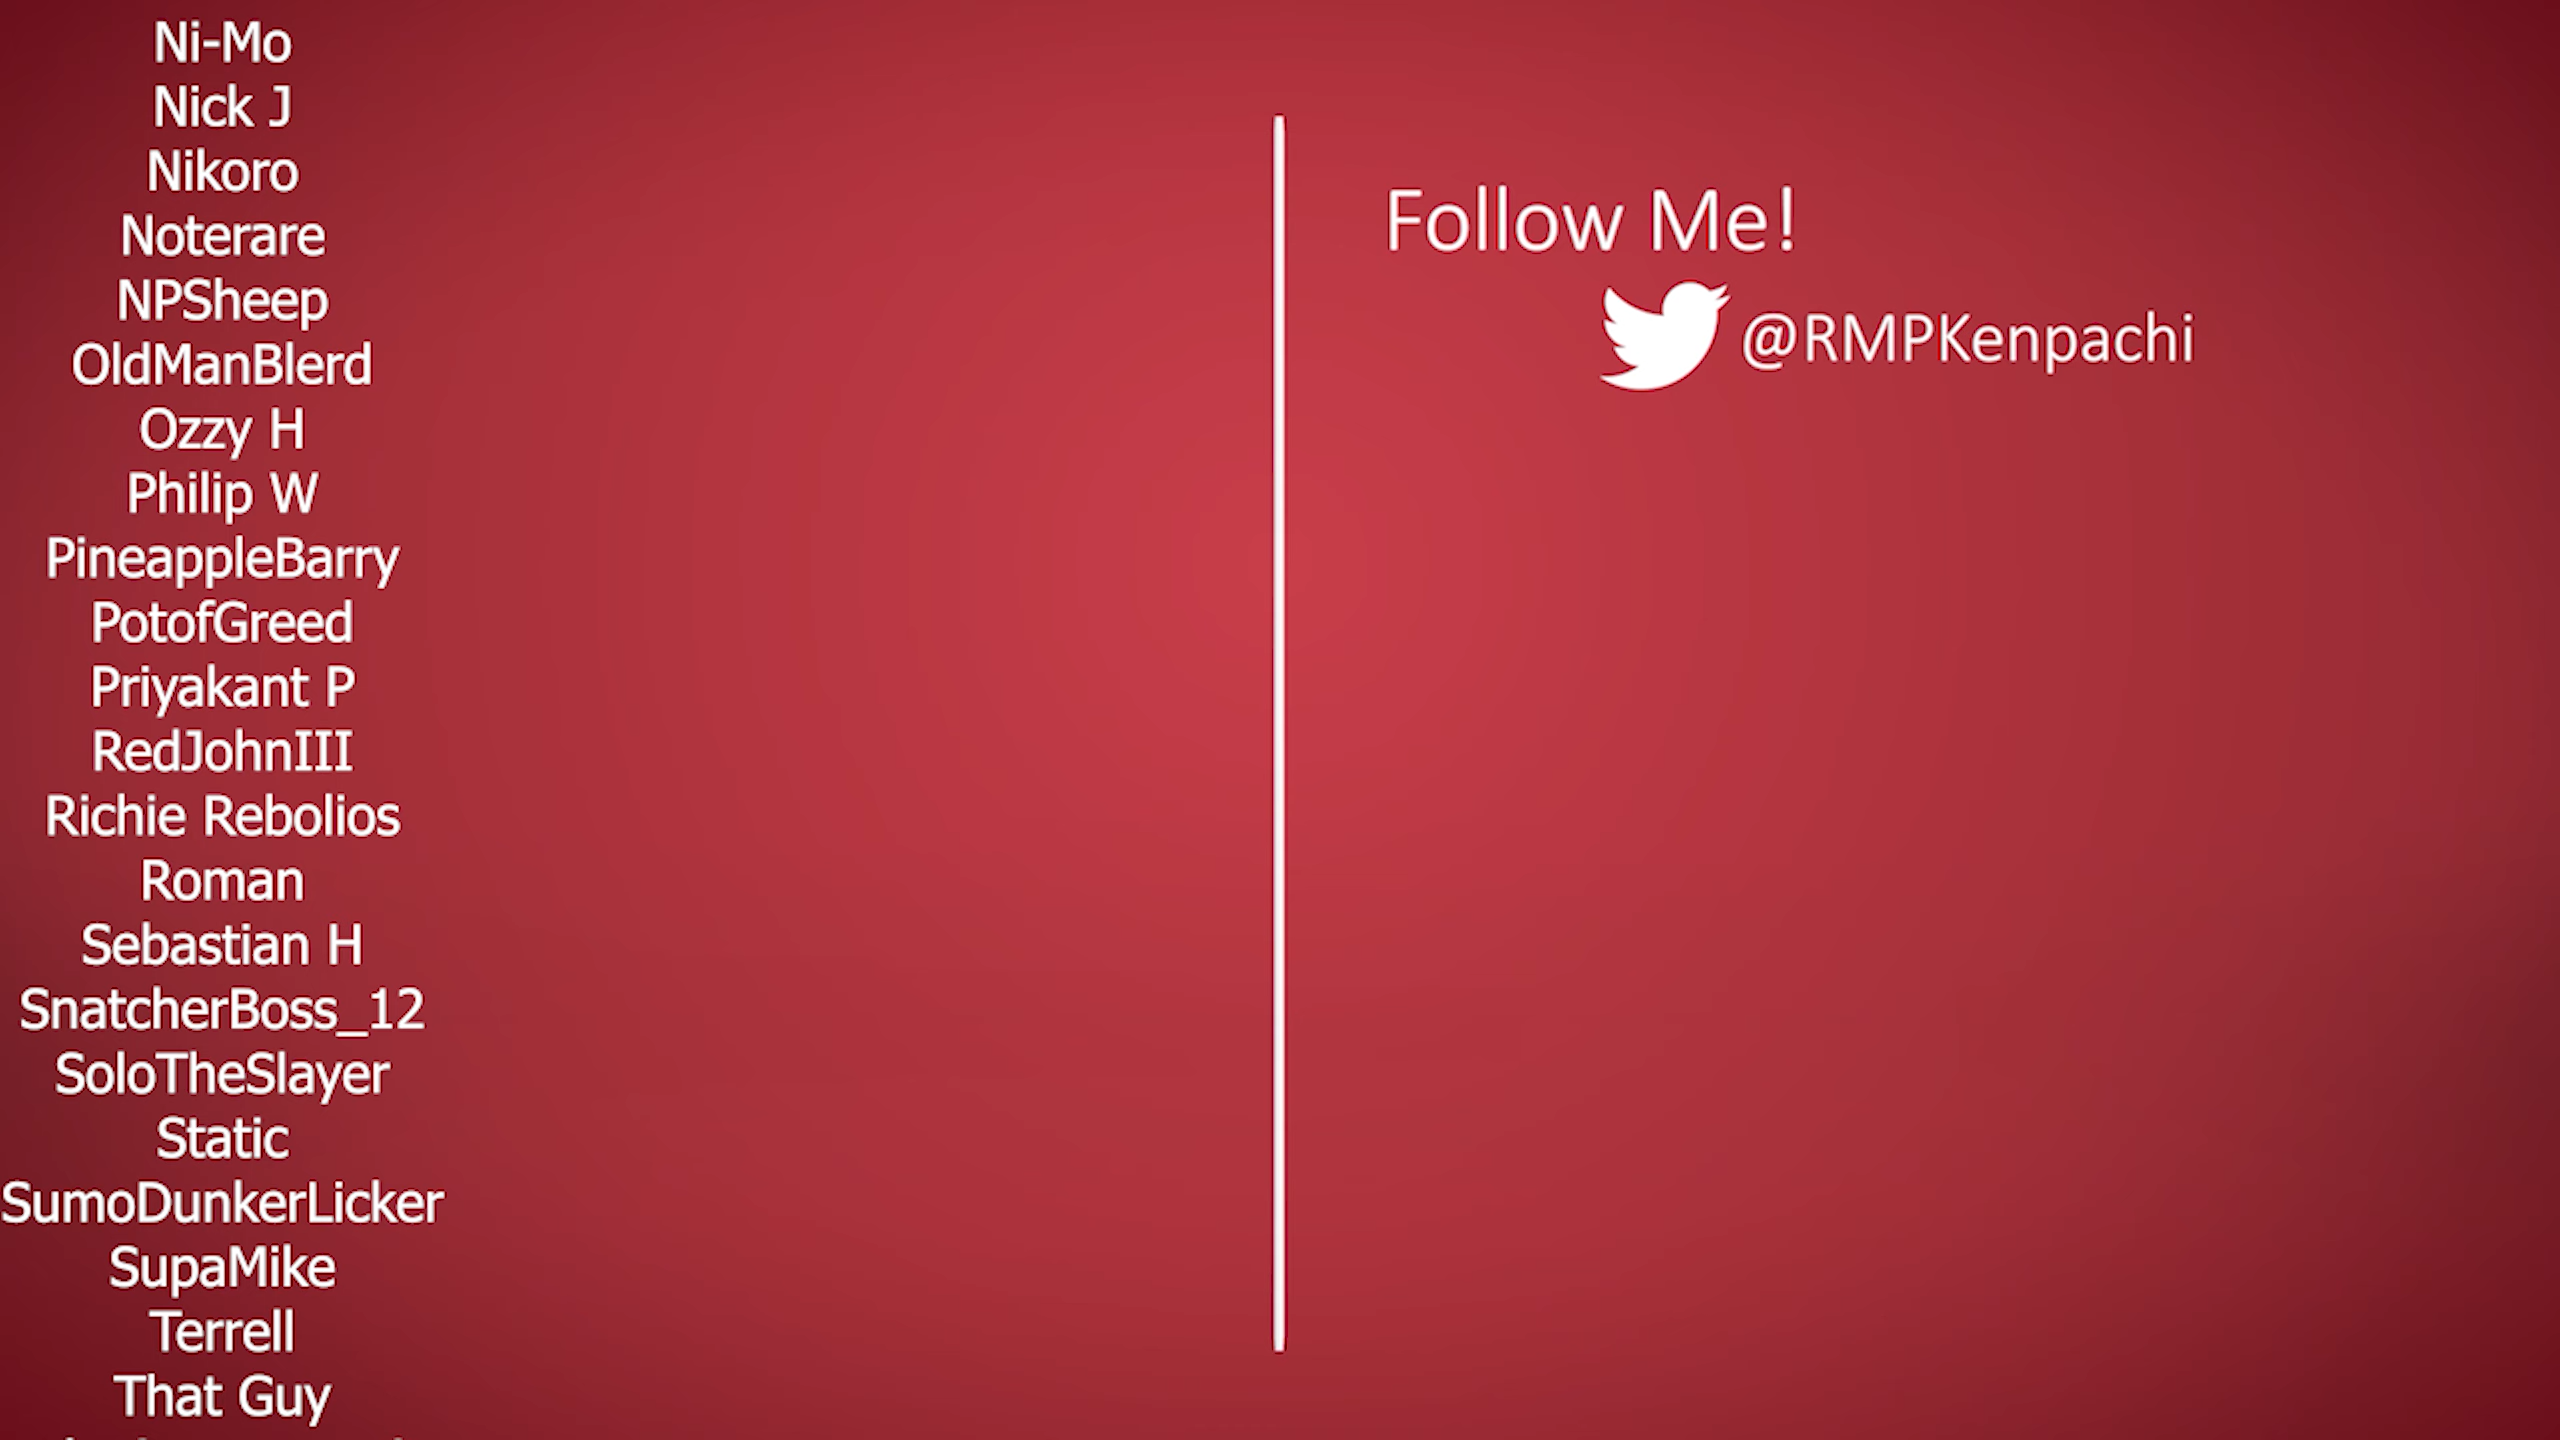 Ni-Mo
Nick J
Nikoro
Noterare
NPSheep
OldManBlerd
Ozzy H
Philip W
PineappleBarry
PotofGreed
Priyakant P
RedJohnIII
Richie Rebolios
Roman
Sebastian H
SnatcherBoss_12
SoloTheSlayer
Static
SumoDunkerLicker
SupaMike
Terrell
That Guy
Follow Me!
@RMPKenpachi